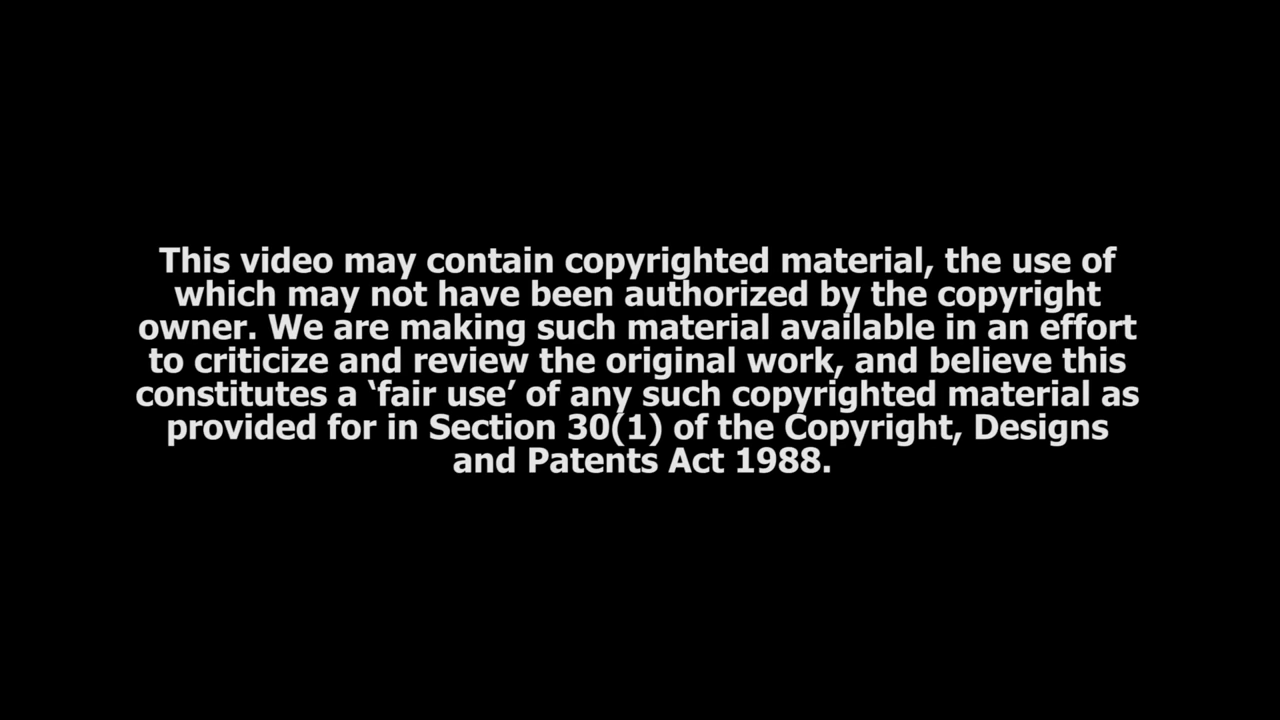 This video may contain copyrighted material, the use of
which may not have been authorized by the copyright
owner. We are making such material available in an effort
to criticize and review the original work, and believe this
constitutes a ‘fair use’ of any such copyrighted material as
provided for in Section 30(1) of the Copyright, Designs
and Patents Act 1988.